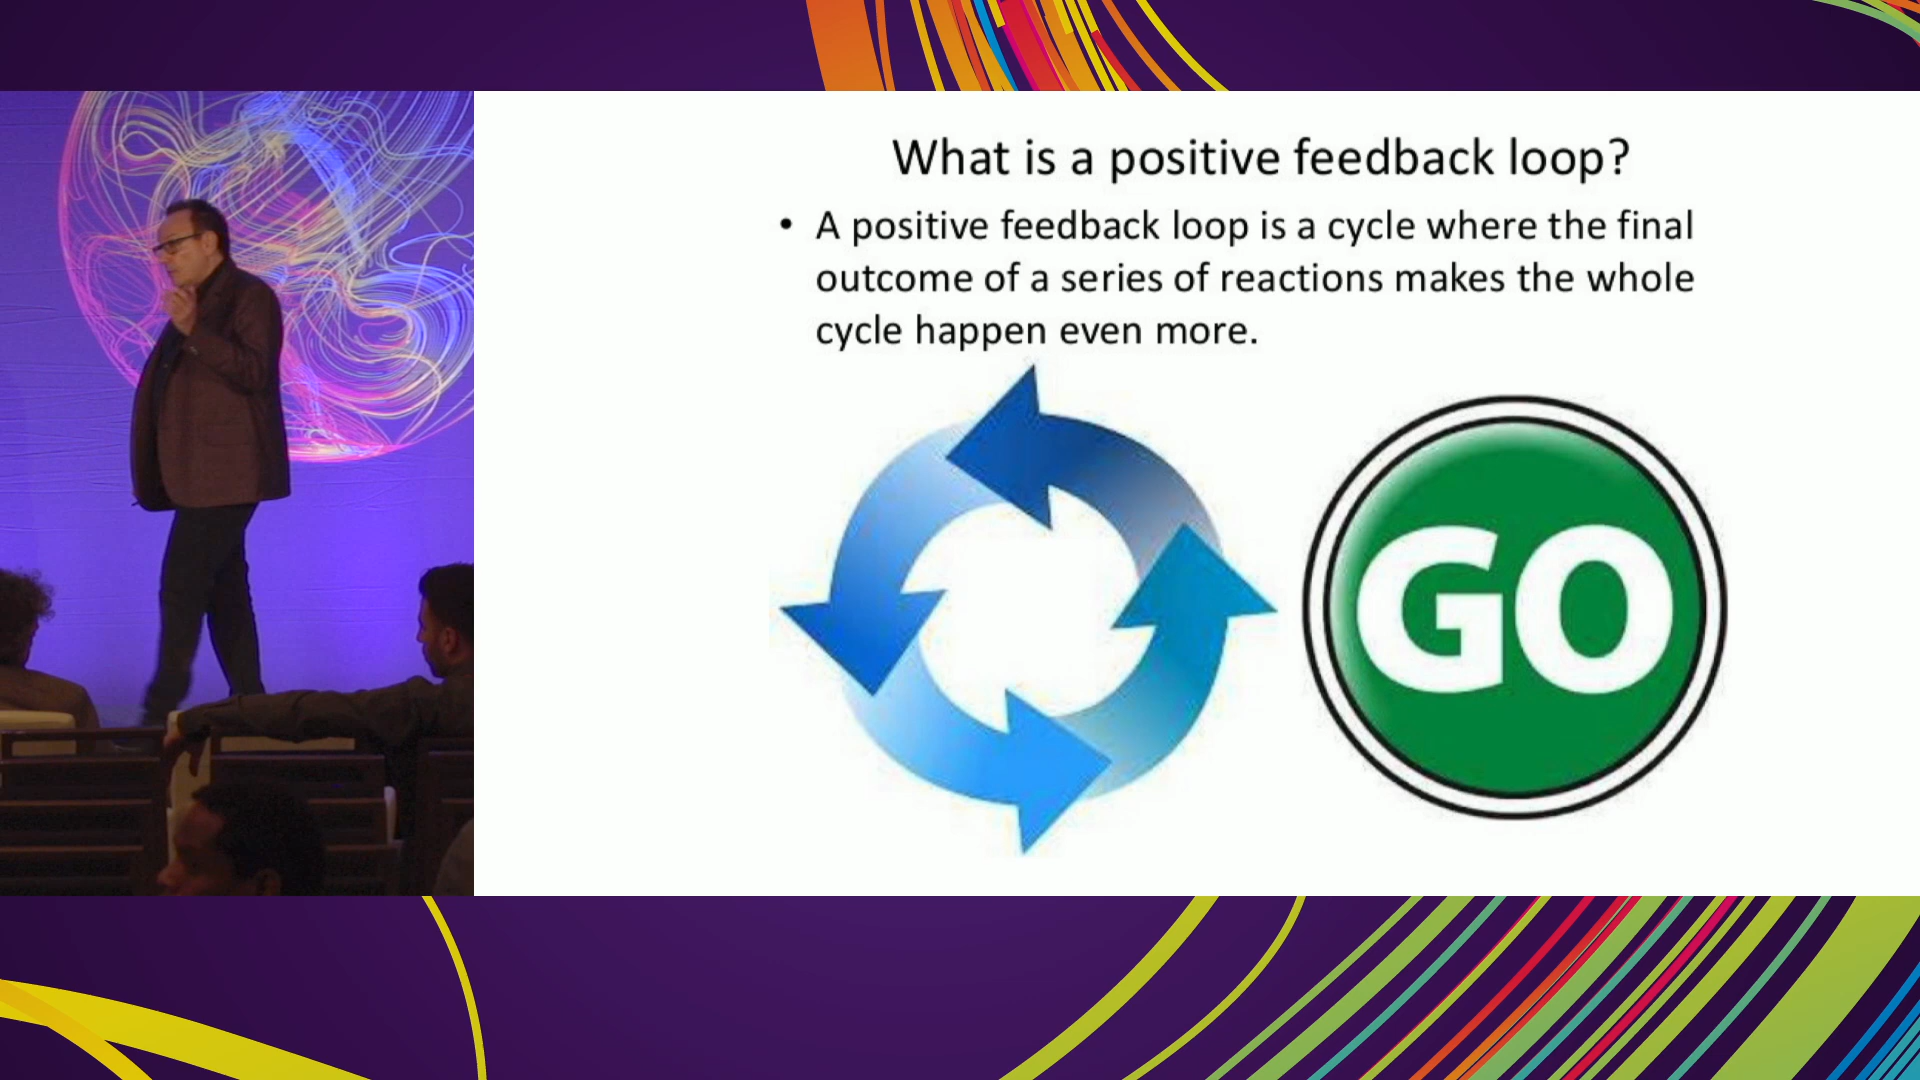 What is a positive feedback loop?
• A positive feedback loop is a cycle where the final
outcome of a series of reactions makes the whole
cycle happen even more.
GO